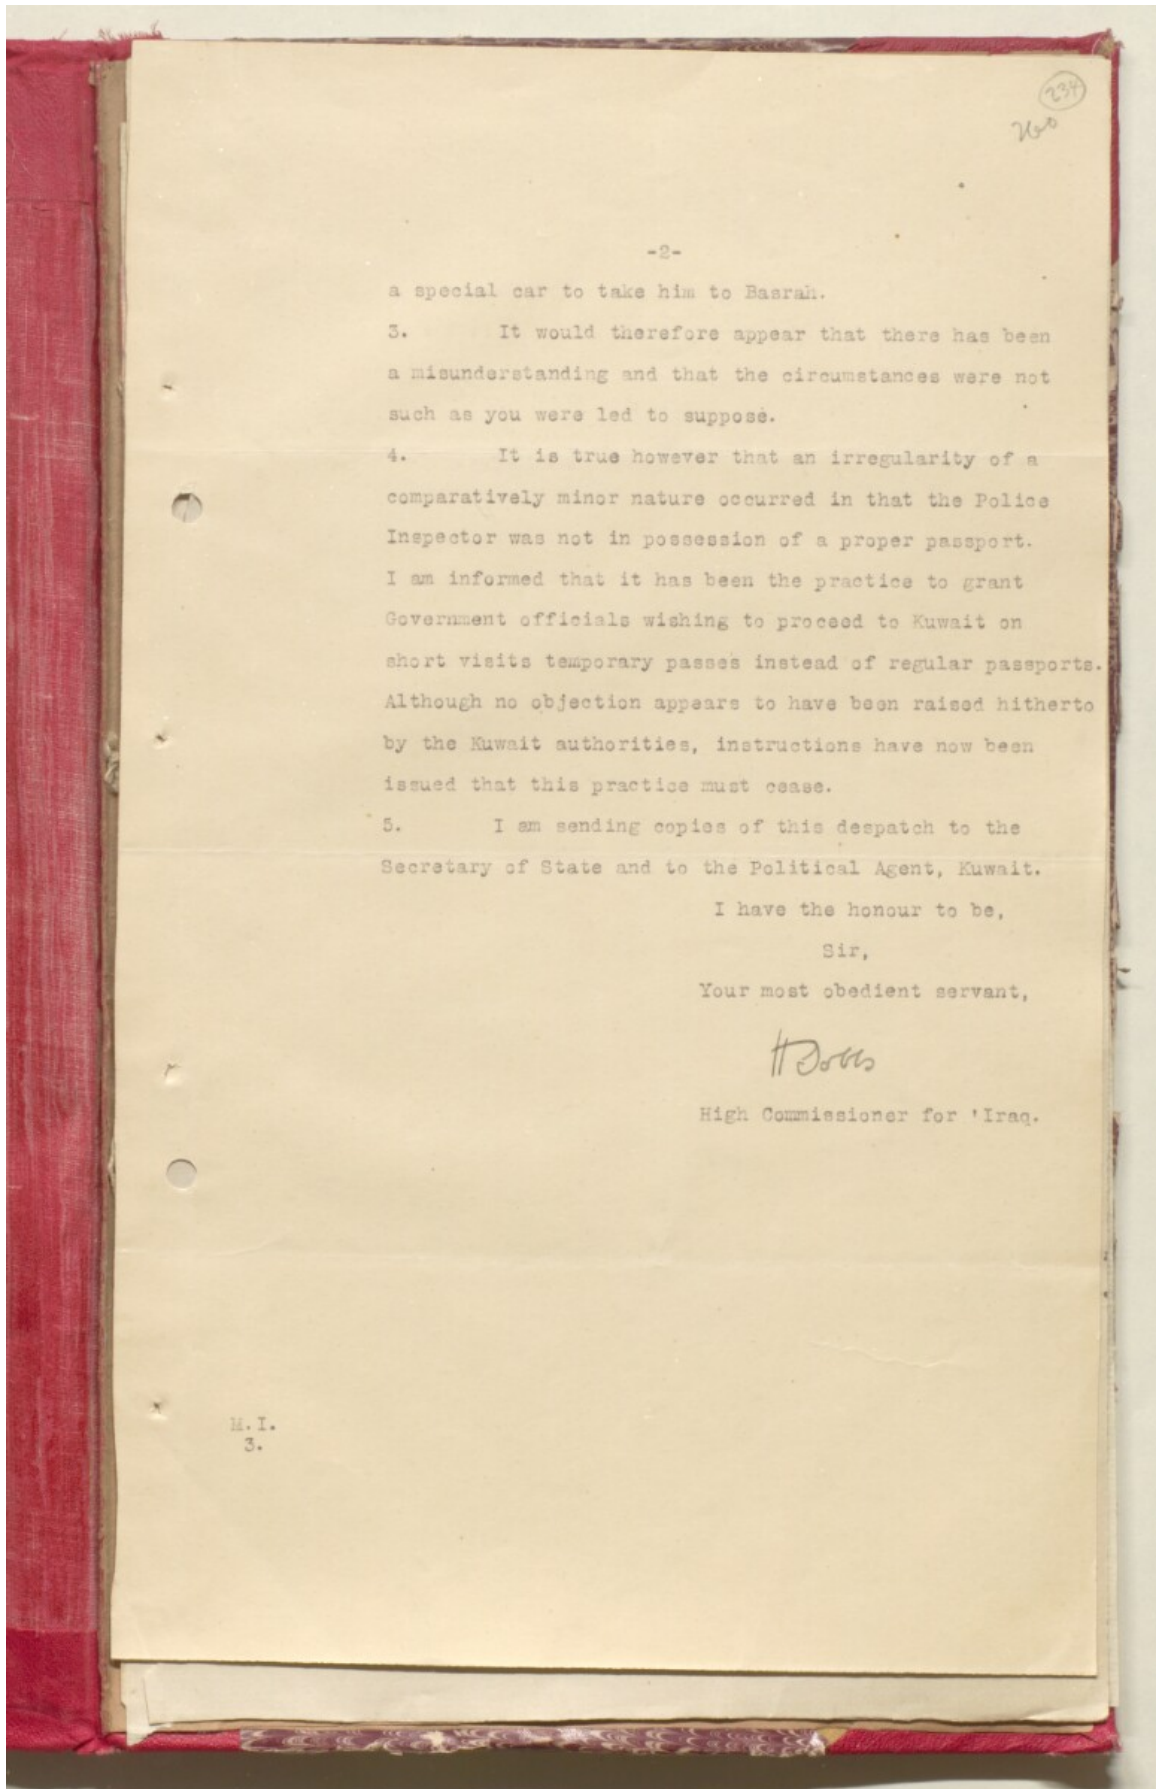 234
260
-2-
a special car to take him to Basrah.
3. It would therefore appear that there has been
a misunderstanding and that the circumstances were not
such as you were led to suppose.
4. It is true however that an irregularity of a
comparatively minor nature occurred in that the Police
Inspector was not in possession of a proper passport.
I am informed that it has been the practice to grant
Government officials wishing to proceed to Kuwait on
short visits temporary passes instead of regular passports.
Although no objection appears to have been raised hitherto
by the Kuwait authorities, instructions have now been
issued that this practice must cease.
5. I am sending copies of this despatch to the
Secretary of State and to the Political Agent, Kuwait.
I have the honour to be,
Sir,
Your most obedient servant,
H Dobbs
High Commissioner for 'Iraq.
M.I.
3.